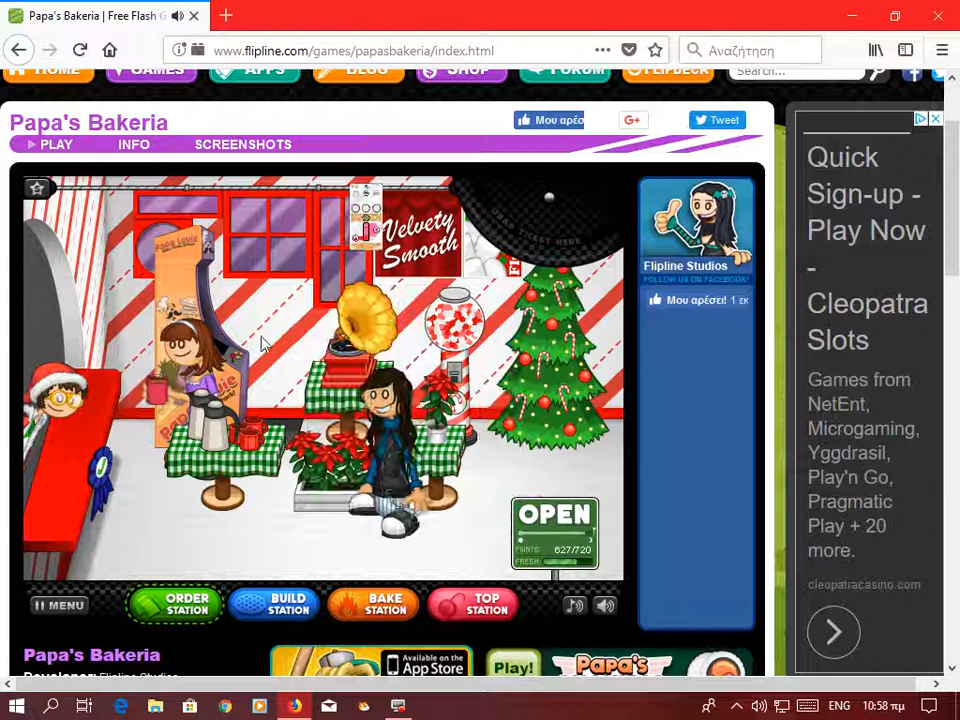 Papa's Bakeria | Free Flash G
www.flipline.com/games/papasbakeria/index.html
Αναζήτηση
HOME
GAMES
APPS
BLOG
SHOP
FORUM
FLIPDECK
Search...
Papa's Bakeria
Μου αρέσ
G+
Tweet
PLAY
INFO
SCREENSHOTS
Velvety
Smooth
Flipline Studios
FOLLOW US ON FACEBOOK!
Μου αρέσει! 1 εκ
Quick
Sign-up -
Play Now
-
Cleopatra
Slots
Games from
NetEnt,
Microgaming,
Yggdrasil,
Play'n Go,
Pragmatic
Play + 20
more.
cleopatracasino.com
OPEN
POINTS: 627/720
FRESH:
MENU
ORDER
STATION
BUILD
STATION
BAKE
STATION
TOP
STATION
Papa's Bakeria
Available on the
App Store
Play!
PAPA'S
ENG
10:58 πμ